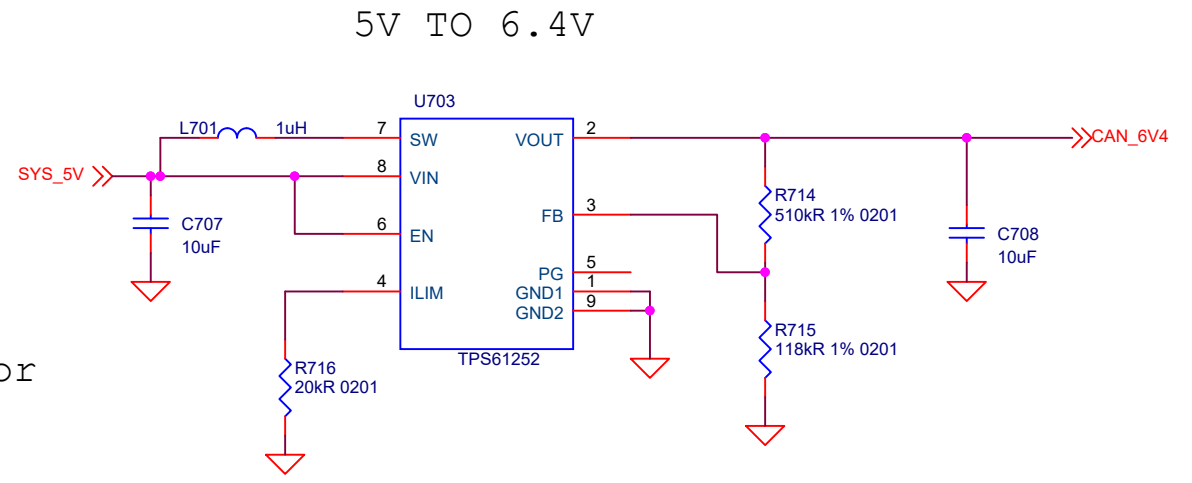 5V TO 6.4V
U703
L701 1uH 7 SW VOUT 2 CAN_6V4
SYS_5V 8 VIN
R714
510kR 1% 0201
FB 3
C707
10uF
6 EN
C708
10uF
PG 5
4 ILIM GND1 1
GND2 9
R715
118kR 1% 0201
TPS61252
R716
20kR 0201
or